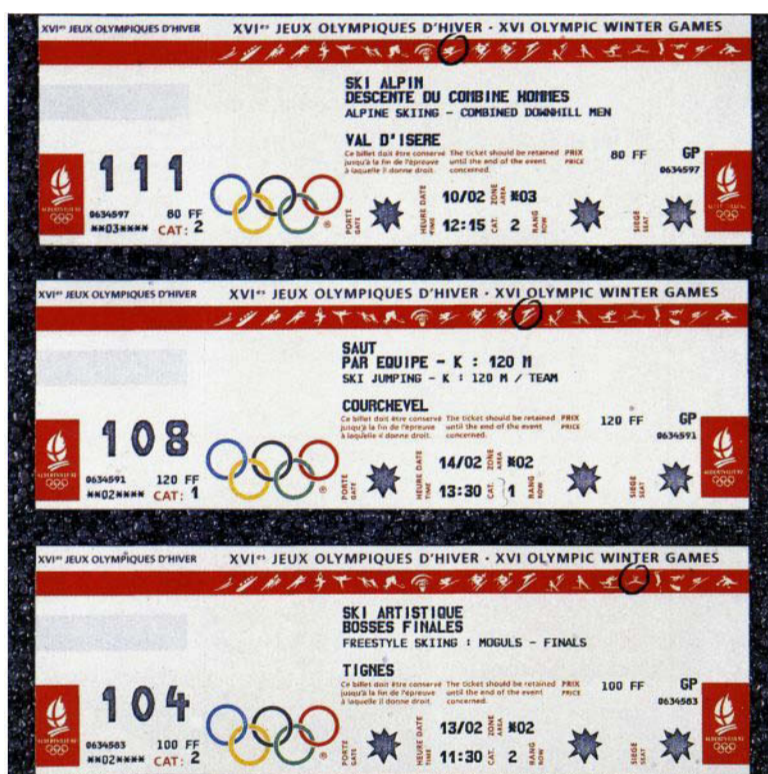 XVIes JEUX OLYMPIQUES D'HIVER
XVIes JEUX OLYMPIQUES D'HIVER · XVI OLYMPIC WINTER GAMES
SKI ALPIN
DESCENTE DU COMBINE HOMMES
ALPINE SKIING - COMBINED DOWNHILL MEN
VAL D'ISERE
Ce billet doit être conservé The ticket should be retained PRIX 80 FF GP
jusqu'à la fin de l'épreuve until the end of the event PRICE
à laquelle il donne droit. concerned. 0634597
111
ALBERTVILLE 92
0634597 80 FF
**03**** CAT: 2
®
PORTE GATE
HEURE DATE TIME
10/02 ZONE AREA *03
12:15 CAT. 2 RANG ROW
SIEGE SEAT
XVIes JEUX OLYMPIQUES D'HIVER
XVIes JEUX OLYMPIQUES D'HIVER · XVI OLYMPIC WINTER GAMES
SAUT
PAR EQUIPE - K : 120 M
SKI JUMPING - K : 120 M / TEAM
COURCHEVEL
Ce billet doit être conservé The ticket should be retained PRIX 120 FF GP
jusqu'à la fin de l'épreuve until the end of the event PRICE
à laquelle il donne droit. concerned. 0634591
108
ALBERTVILLE 92
0634591 120 FF
**02**** CAT: 1
®
PORTE GATE
HEURE DATE TIME
14/02 ZONE AREA *02
13:30 CAT. 1 RANG ROW
SIEGE SEAT
XVIes JEUX OLYMPIQUES D'HIVER
XVIes JEUX OLYMPIQUES D'HIVER · XVI OLYMPIC WINTER GAMES
SKI ARTISTIQUE
BOSSES FINALES
FREESTYLE SKIING : MOGULS - FINALS
TIGNES
Ce billet doit être conservé The ticket should be retained PRIX 100 FF GP
jusqu'à la fin de l'épreuve until the end of the event PRICE
à laquelle il donne droit. concerned. 0634583
104
ALBERTVILLE 92
0634583 100 FF
**02**** CAT: 2
®
PORTE GATE
HEURE DATE TIME
13/02 ZONE AREA *02
11:30 CAT. 2 RANG ROW
SIEGE SEAT